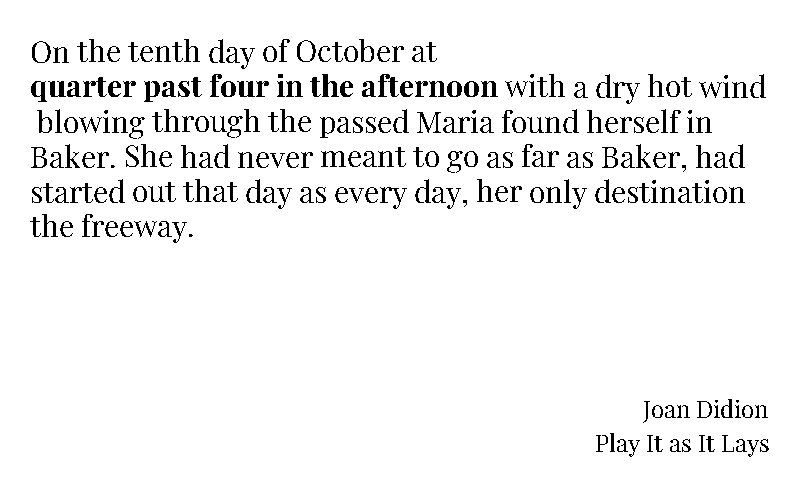 On the tenth day of October at
quarter past four in the afternoon with a dry hot wind
blowing through the passed Maria found herself in
Baker. She had never meant to go as far as Baker, had
started out that day as every day, her only destination
the freeway.
Joan Didion
Play It as It Lays